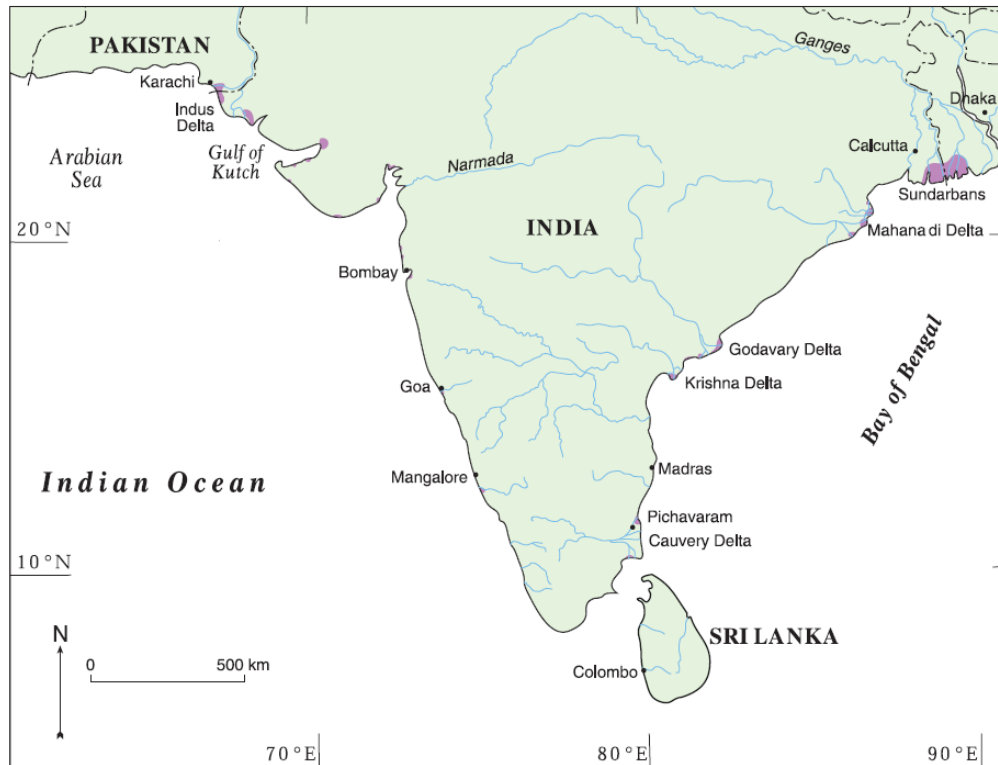 PAKISTAN
Ganges
Karachi
Dhaka
Indus
Delta
Calcutta
Arabian
Sea
Gulf of
Kutch
Narmada
Sundarbans
INDIA
20°N
Mahana di Delta
Bombay
Godavary Delta
Bay of Bengal
Krishna Delta
Goa
Madras
Mangalore
Indian Ocean
Pichavaram
Cauvery Delta
10°N
N
SRI LANKA
0 500 km
Colombo
70°E 80°E 90°E